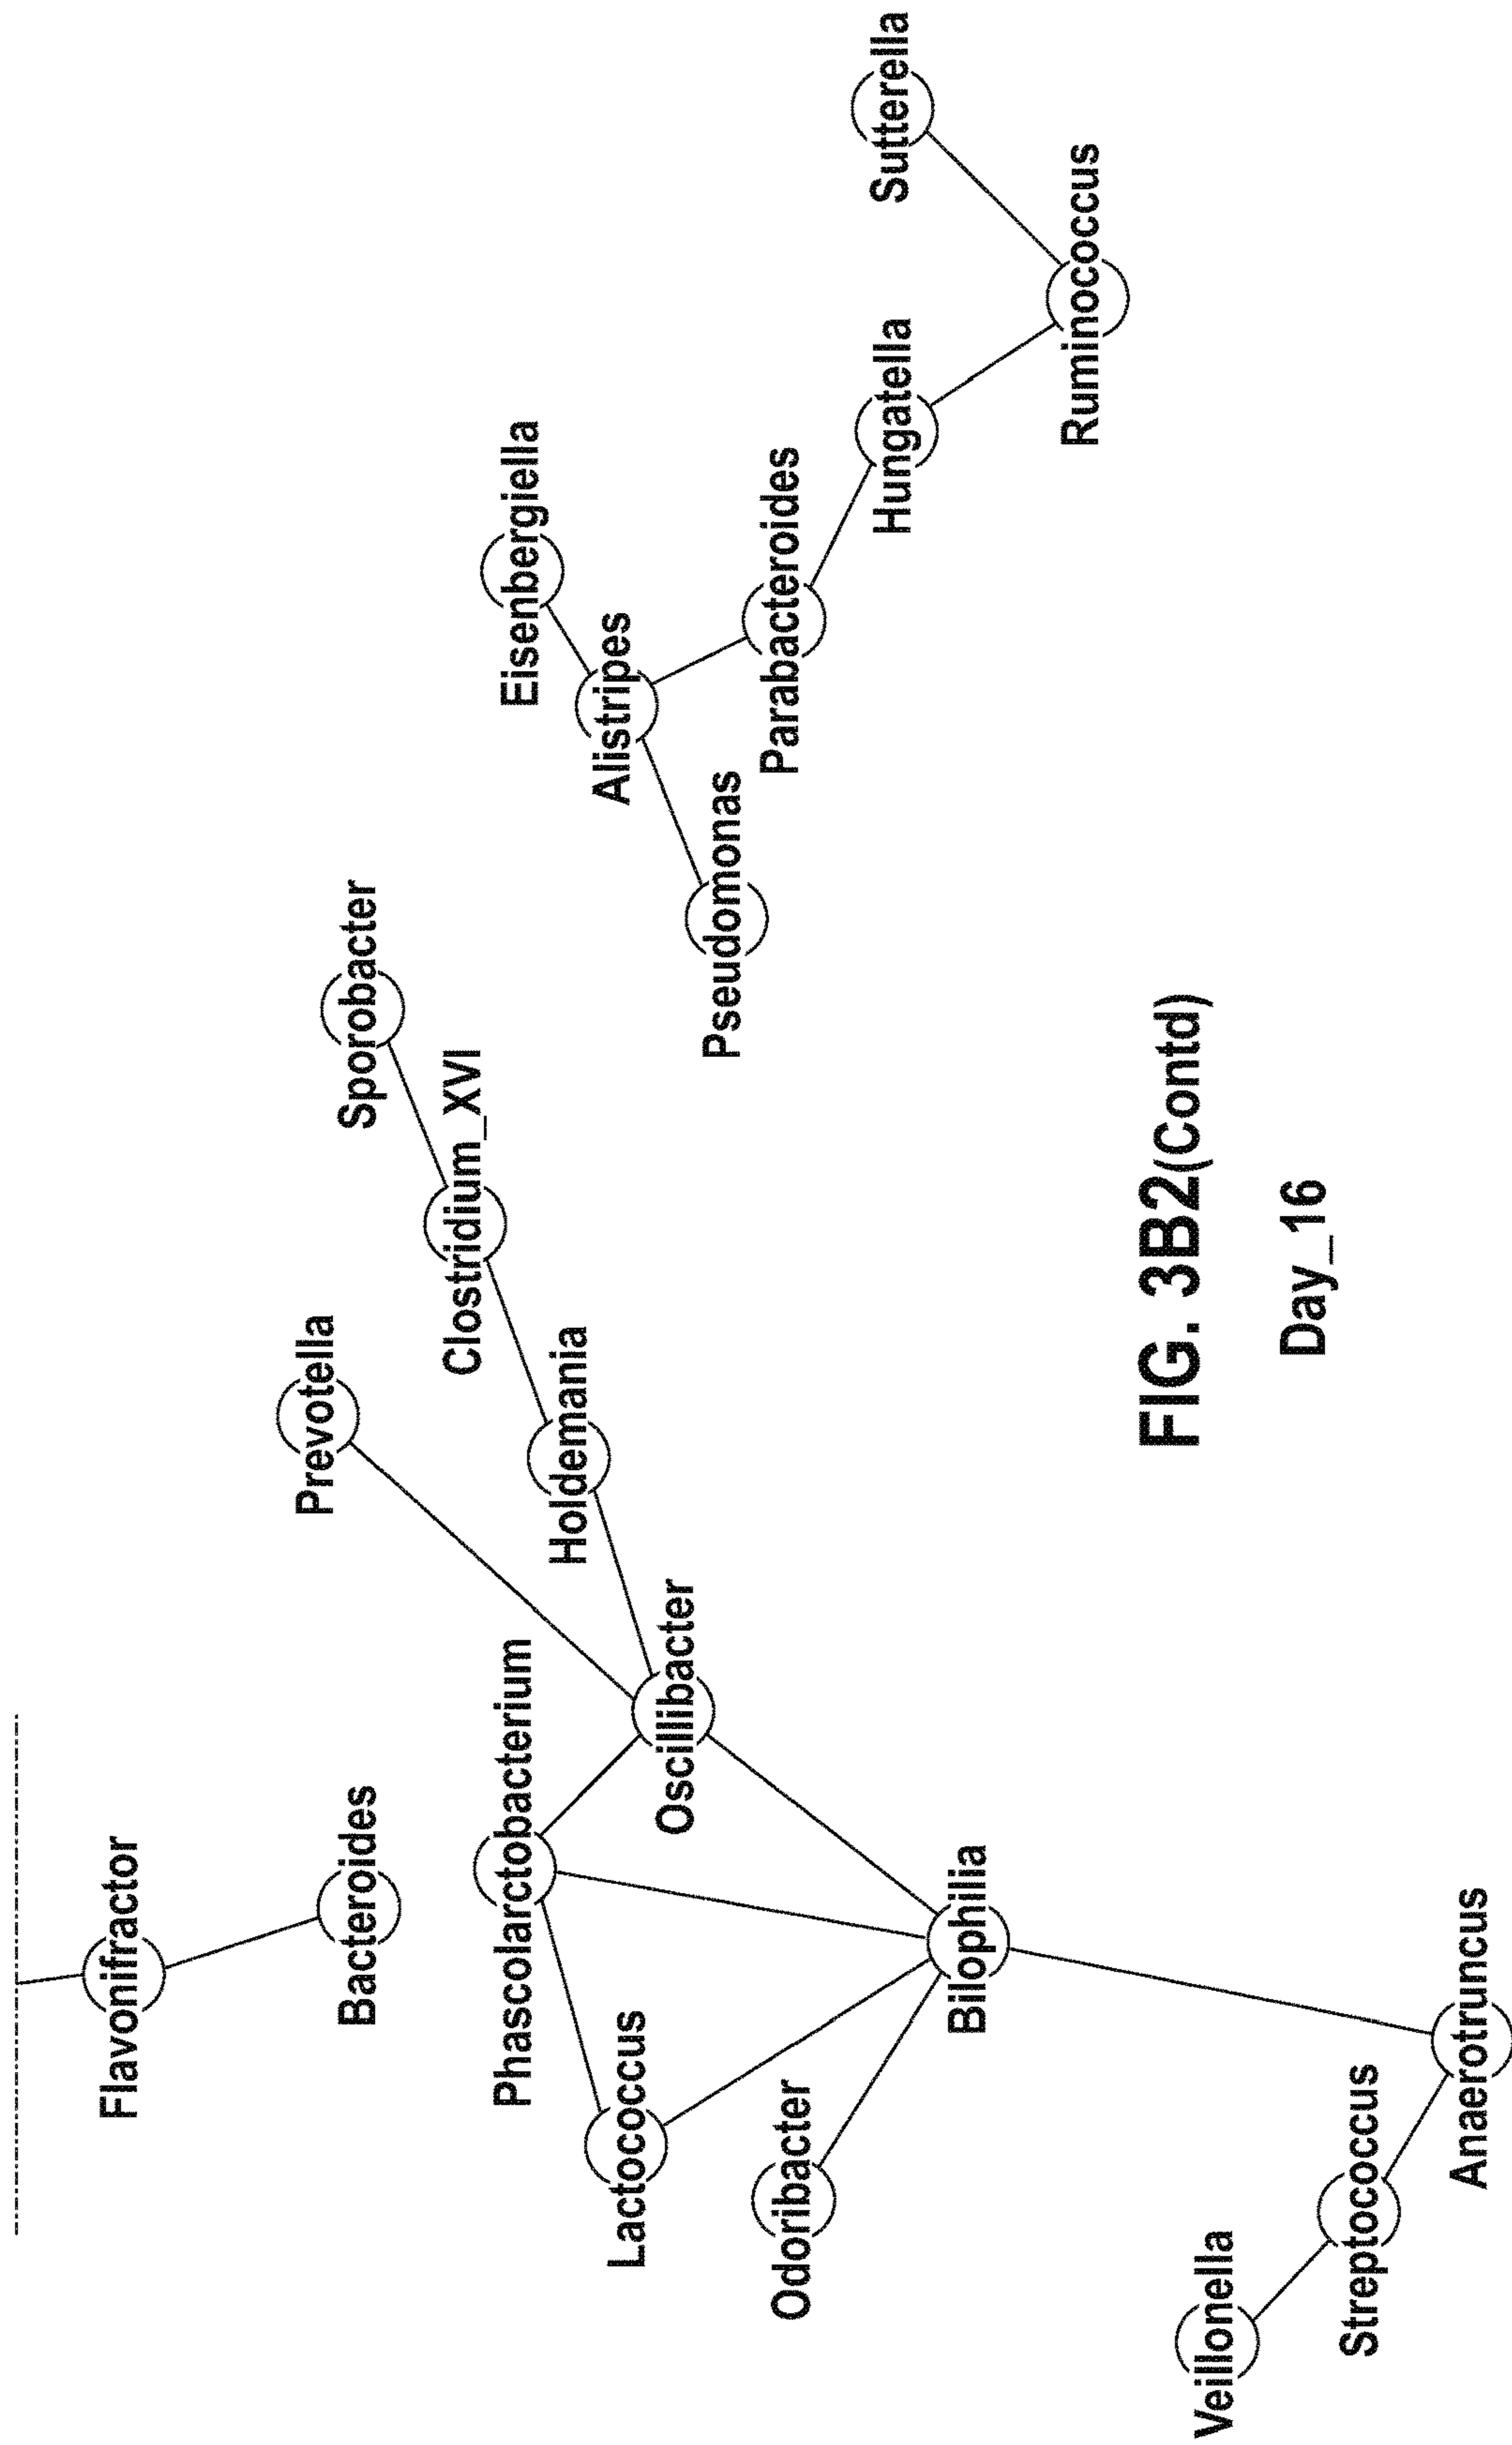 Flavonifractor
Bacteroides
Prevotella
Sporobacter
Clostridium_XVI
Phascolarctobacterium
Holdemania
Eisenbergiella
Lactococcus
Oscillibacter
Alistripes
Pseudomonas
Odoribacter
Parabacteroides
Bilophilia
Hungatella
Sutterella
Ruminococcus
Veillonella
Streptococcus
Anaerotruncus
FIG. 3B2(Contd)
Day_16